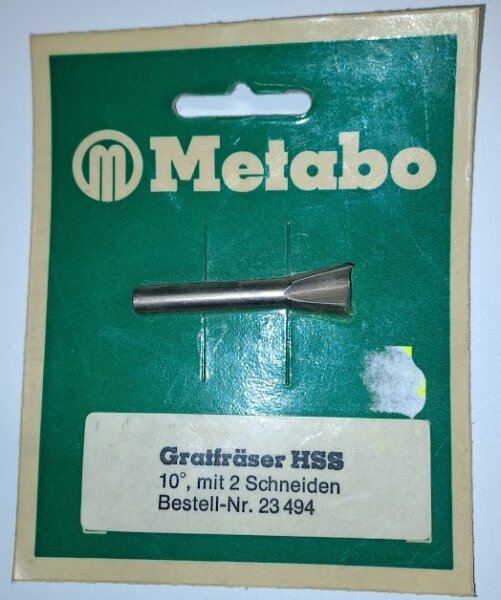 Metabo
Gratfräser HSS
10°, mit 2 Schneiden
Bestell-Nr. 23 494